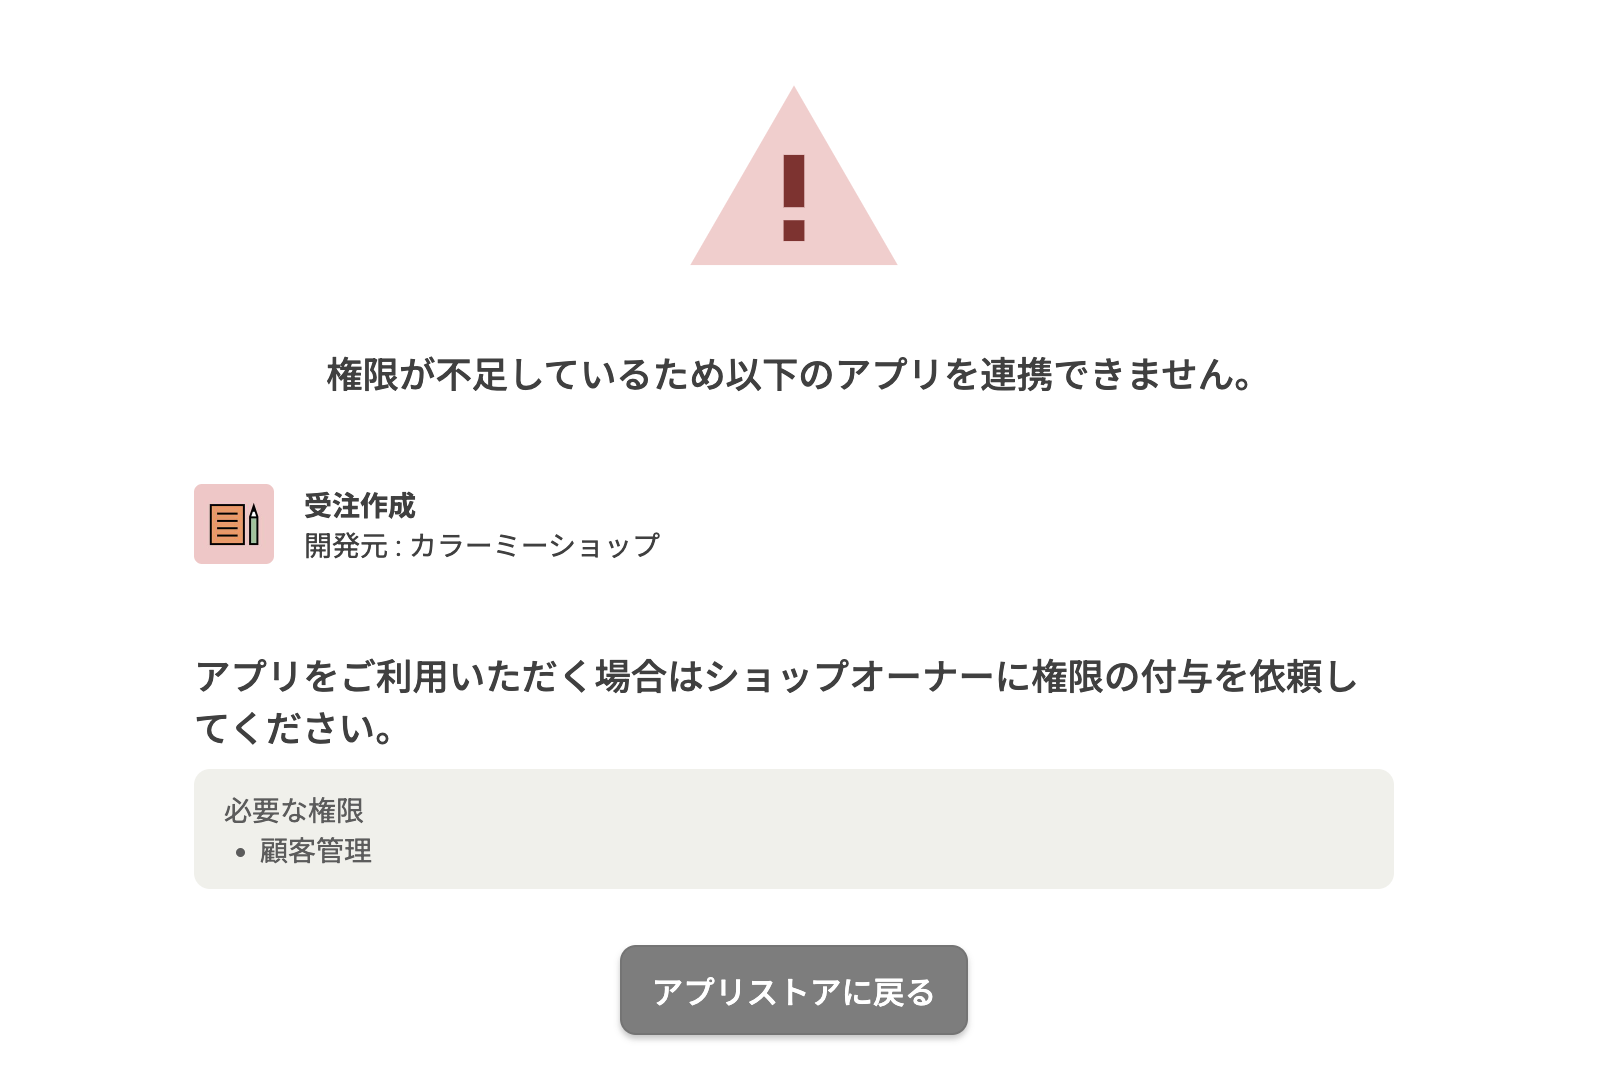 権限が不足しているため以下のアプリを連携できません。
受注作成
開発元 : カラーミーショップ
アプリをご利用いただく場合はショップオーナーに権限の付与を依頼し
てください。
必要な権限
• 顧客管理
アプリストアに戻る